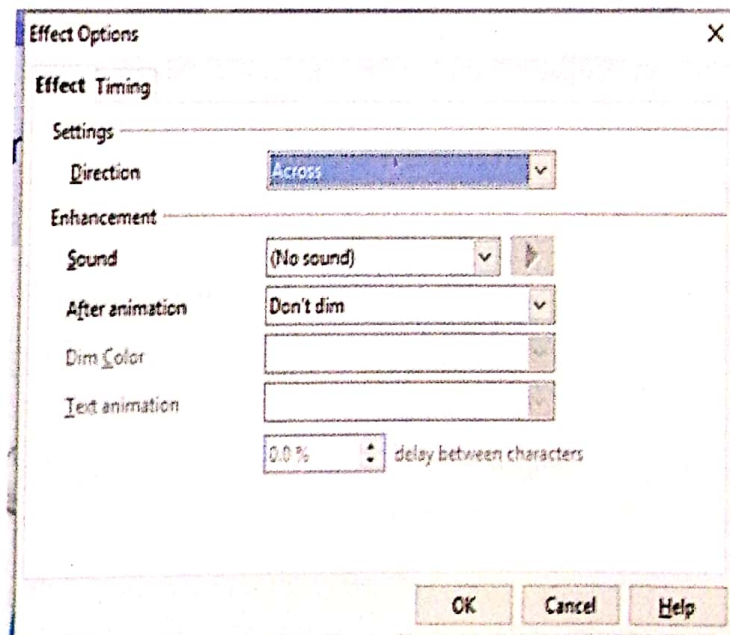 Effect Options
Effect Timing
Settings
Direction Across
Enhancement
Sound (No sound)
After animation Don't dim
Dim Color
Text animation
0.0 % delay between characters
OK Cancel Help